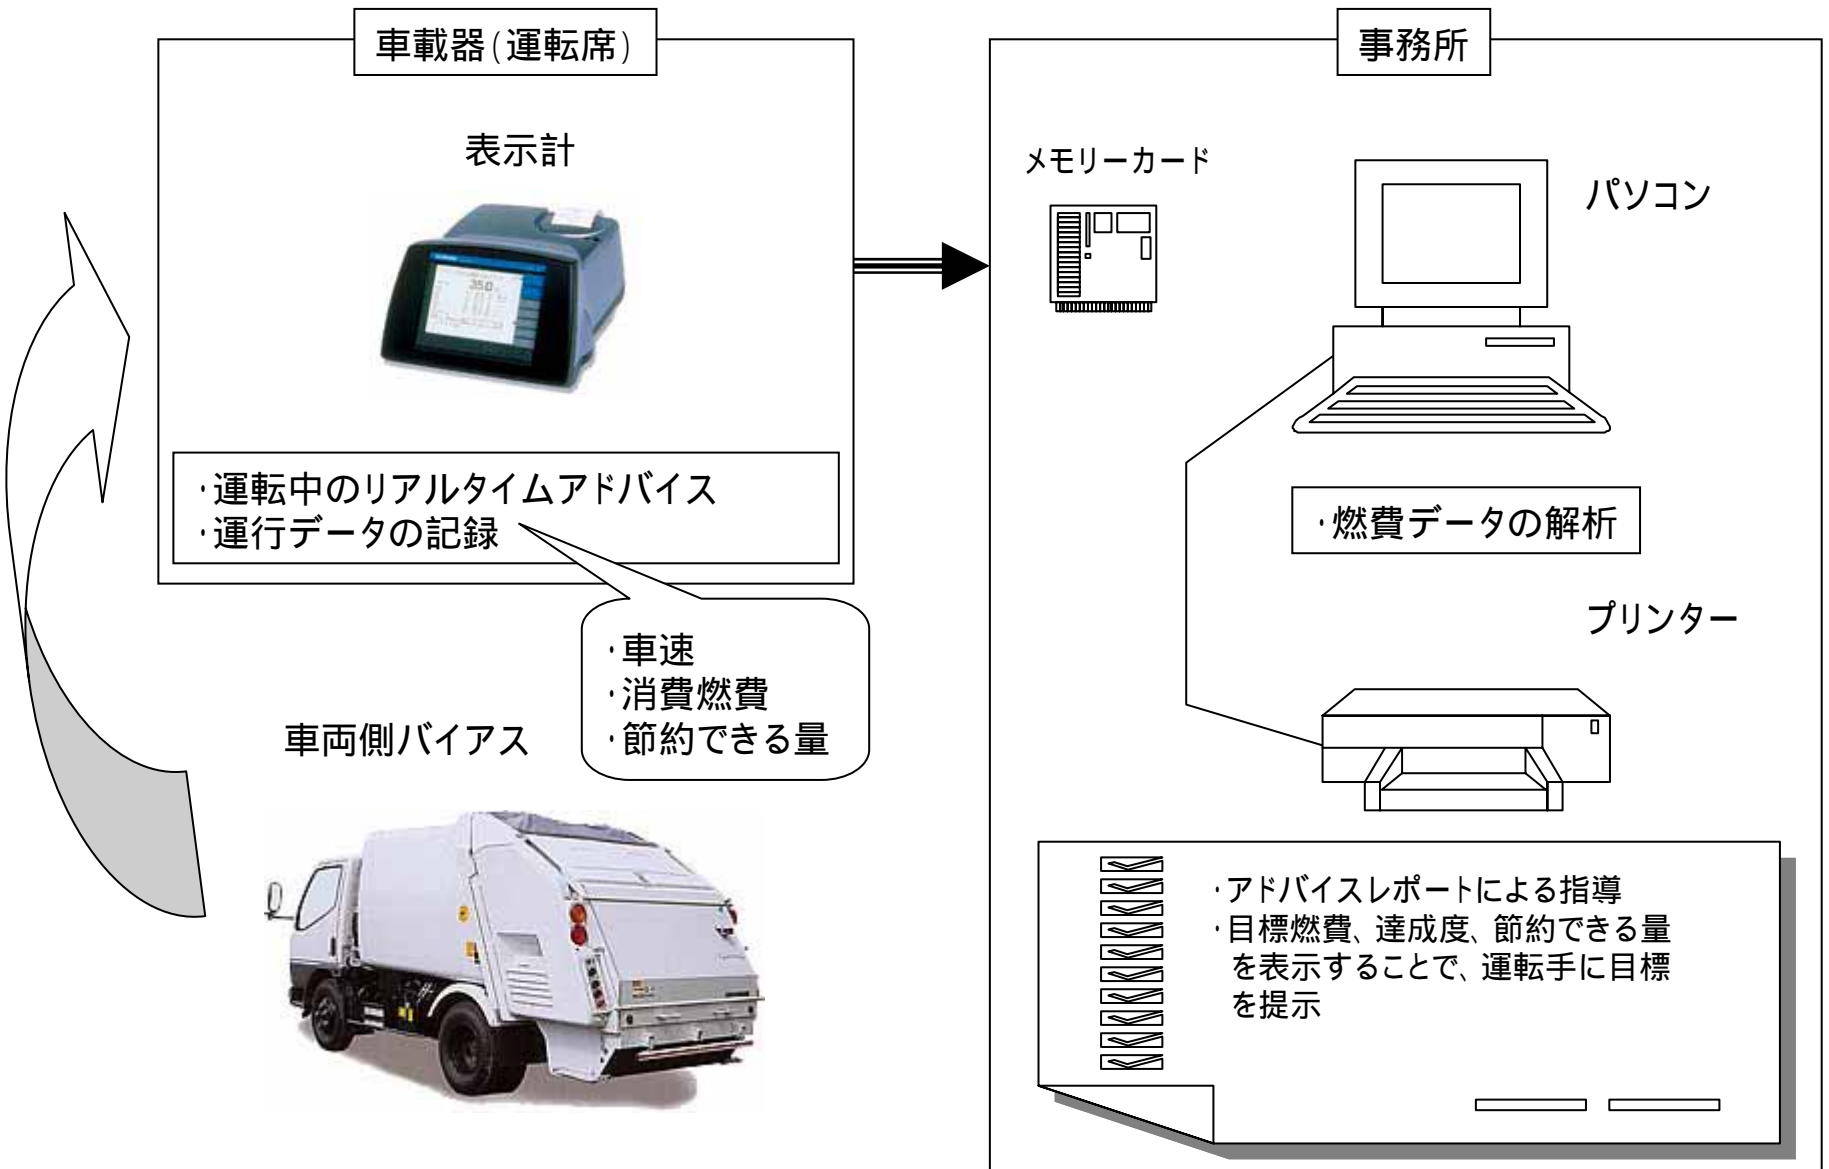 車載器(運転席)
表示計
・運転中のリアルタイムアドバイス
・運行データの記録
・車速
・消費燃費
・節約できる量
車両側バイアス
事務所
メモリーカード
パソコン
・燃費データの解析
プリンター
・アドバイスレポートによる指導
・目標燃費、達成度、節約できる量
を表示することで、運転手に目標
を提示